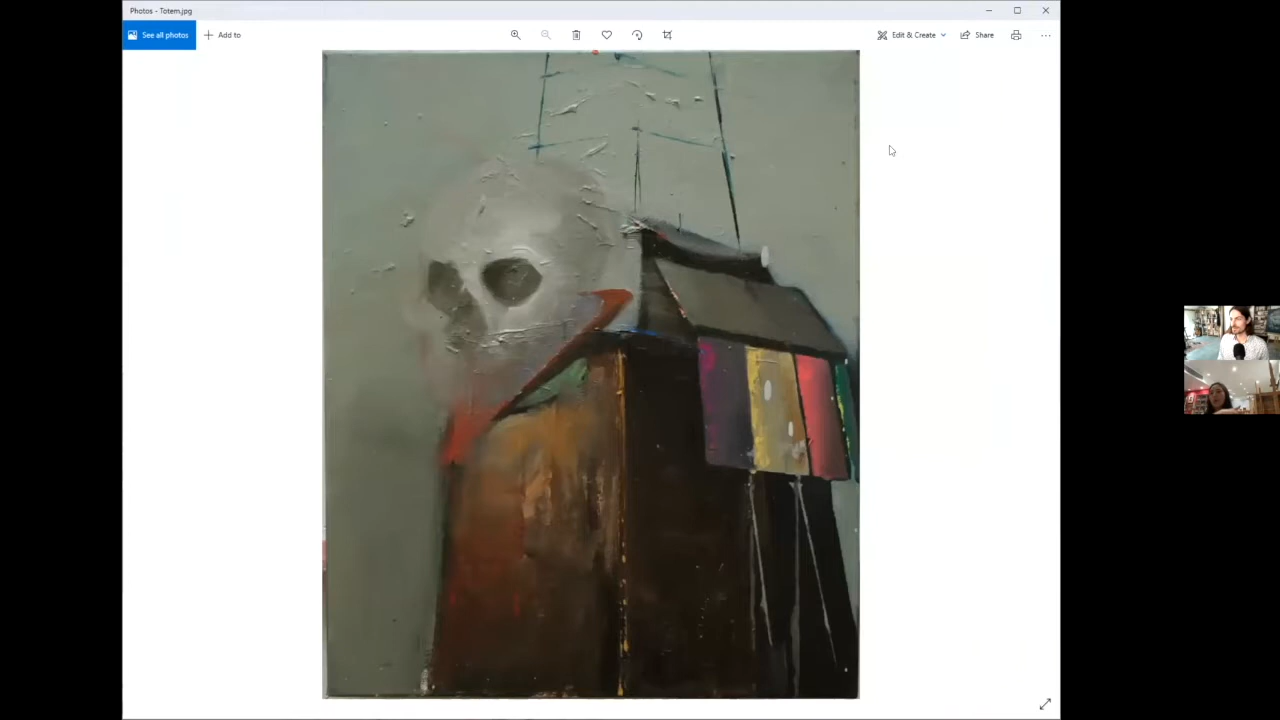 Photos - Totem.jpg
See all photos
Add to
Edit & Create
Share